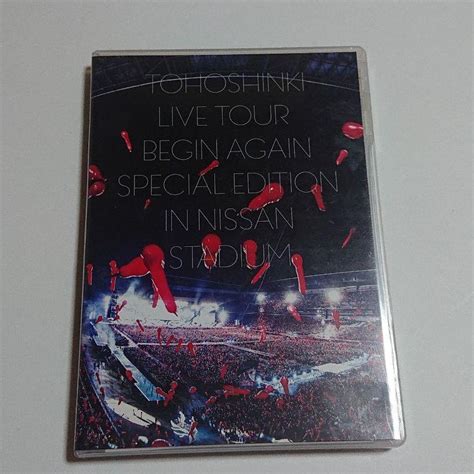 TOHOSHINKI
LIVE TOUR
BEGIN AGAIN
SPECIAL EDITION
IN NISSAN
STADIUM